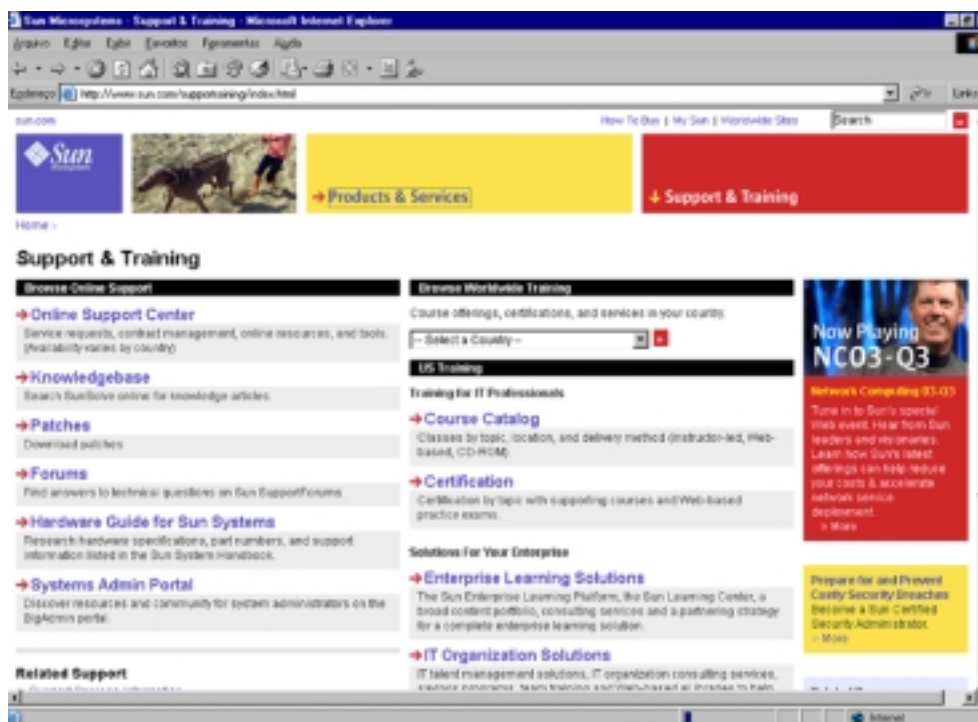 Sun Microsystems - Support & Training - Microsoft Internet Explorer
Arquivo Editar Exibir Favoritos Ferramentas Ajuda
Endereço http://www.sun.com/supportraining/index.html Links
sun.com
How To Buy | My Sun | Worldwide Sites
Search
Sun
Products & Services
Support & Training
Home
Support & Training
Browse Online Support
Online Support Center
Service requests, contract management, online resources, and tools.
(Availability varies by country)
Knowledgebase
Search SunSolve online for knowledge articles.
Patches
Download patches
Forums
Find answers to technical questions on Sun SupportForums.
Hardware Guide for Sun Systems
Research hardware specifications, part numbers, and support
information listed in the Sun System Handbook.
Systems Admin Portal
Discover resources and community for system administrators on the
BigAdmin portal.
Related Support
Browse Worldwide Training
Course offerings, certifications, and services in your country.
-- Select a Country --
US Training
Training for IT Professionals
Course Catalog
Classes by topic, location, and delivery method (instructor-led, Web-
based, CD-ROM).
Certification
Certification by topic with supporting courses and Web-based
practice exams.
Solutions For Your Enterprise
Enterprise Learning Solutions
The Sun Enterprise Learning Platform, the Sun Learning Center, a
broad content portfolio, consulting services and a partnering strategy
for a complete enterprise learning solution.
IT Organization Solutions
IT talent management solutions, IT organization consulting services,
Now Playing
NC03-Q3
Network Computing 03-Q3
Tune in to Sun's special
Web event. Hear from Sun
leaders and visionaries.
Learn how Sun's latest
offerings can help reduce
your costs & accelerate
network service
deployment.
» More
Prepare for and Prevent
Costly Security Breaches
Become a Sun Certified
Security Administrator.
» More
Internet